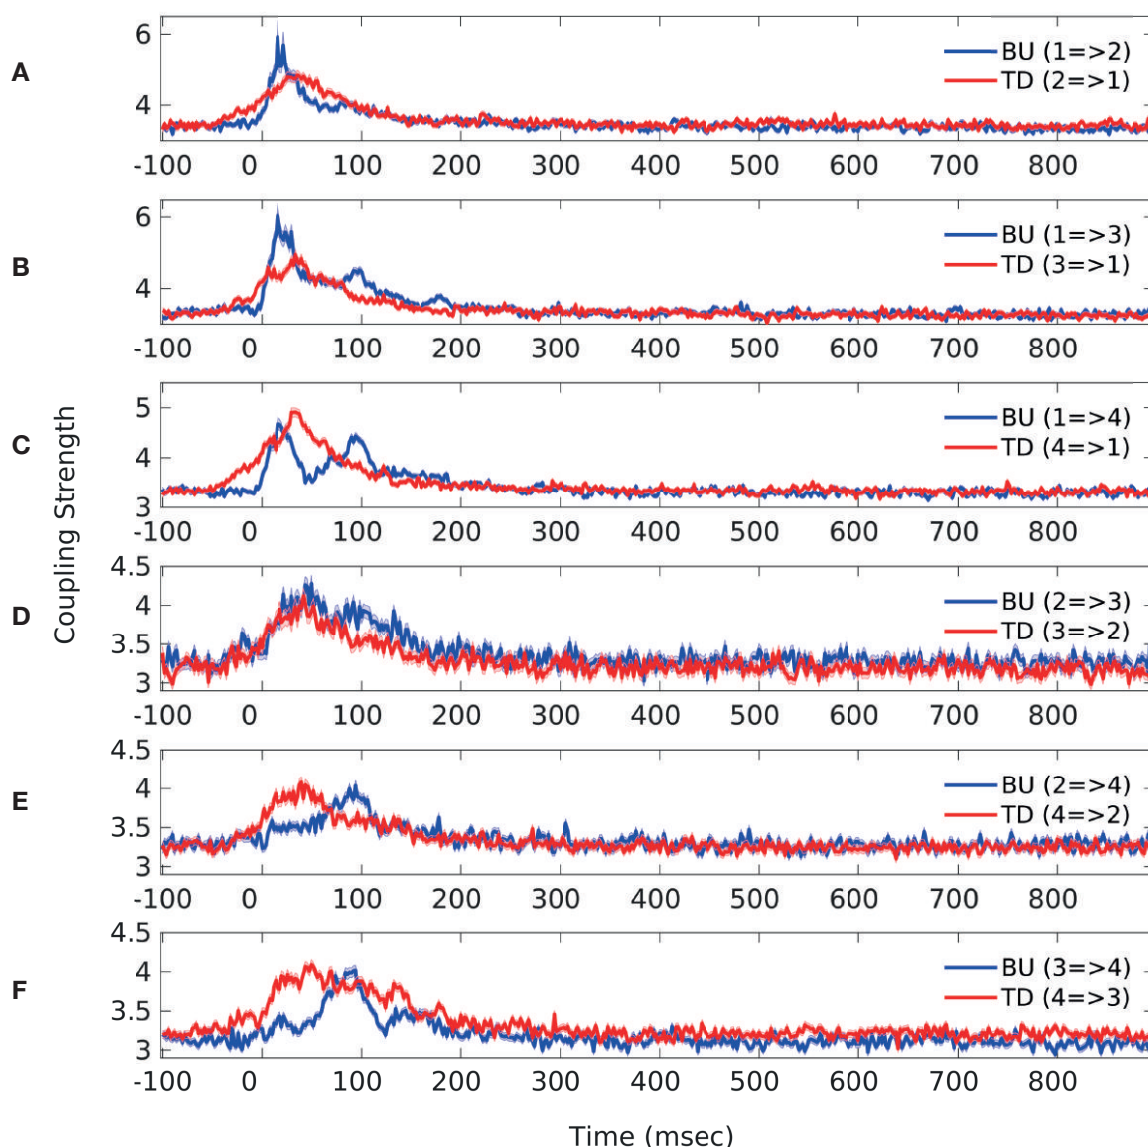 A
6
4
BU (1=>2)
TD (2=>1)
-100 0 100 200 300 400 500 600 700 800
B
6
4
BU (1=>3)
TD (3=>1)
-100 0 100 200 300 400 500 600 700 800
C
5
4
3
BU (1=>4)
TD (4=>1)
-100 0 100 200 300 400 500 600 700 800
Coupling Strength
D
4.5
4
3.5
3
BU (2=>3)
TD (3=>2)
-100 0 100 200 300 400 500 600 700 800
E
4.5
4
3.5
3
BU (2=>4)
TD (4=>2)
-100 0 100 200 300 400 500 600 700 800
F
4.5
4
3.5
3
BU (3=>4)
TD (4=>3)
-100 0 100 200 300 400 500 600 700 800
Time (msec)